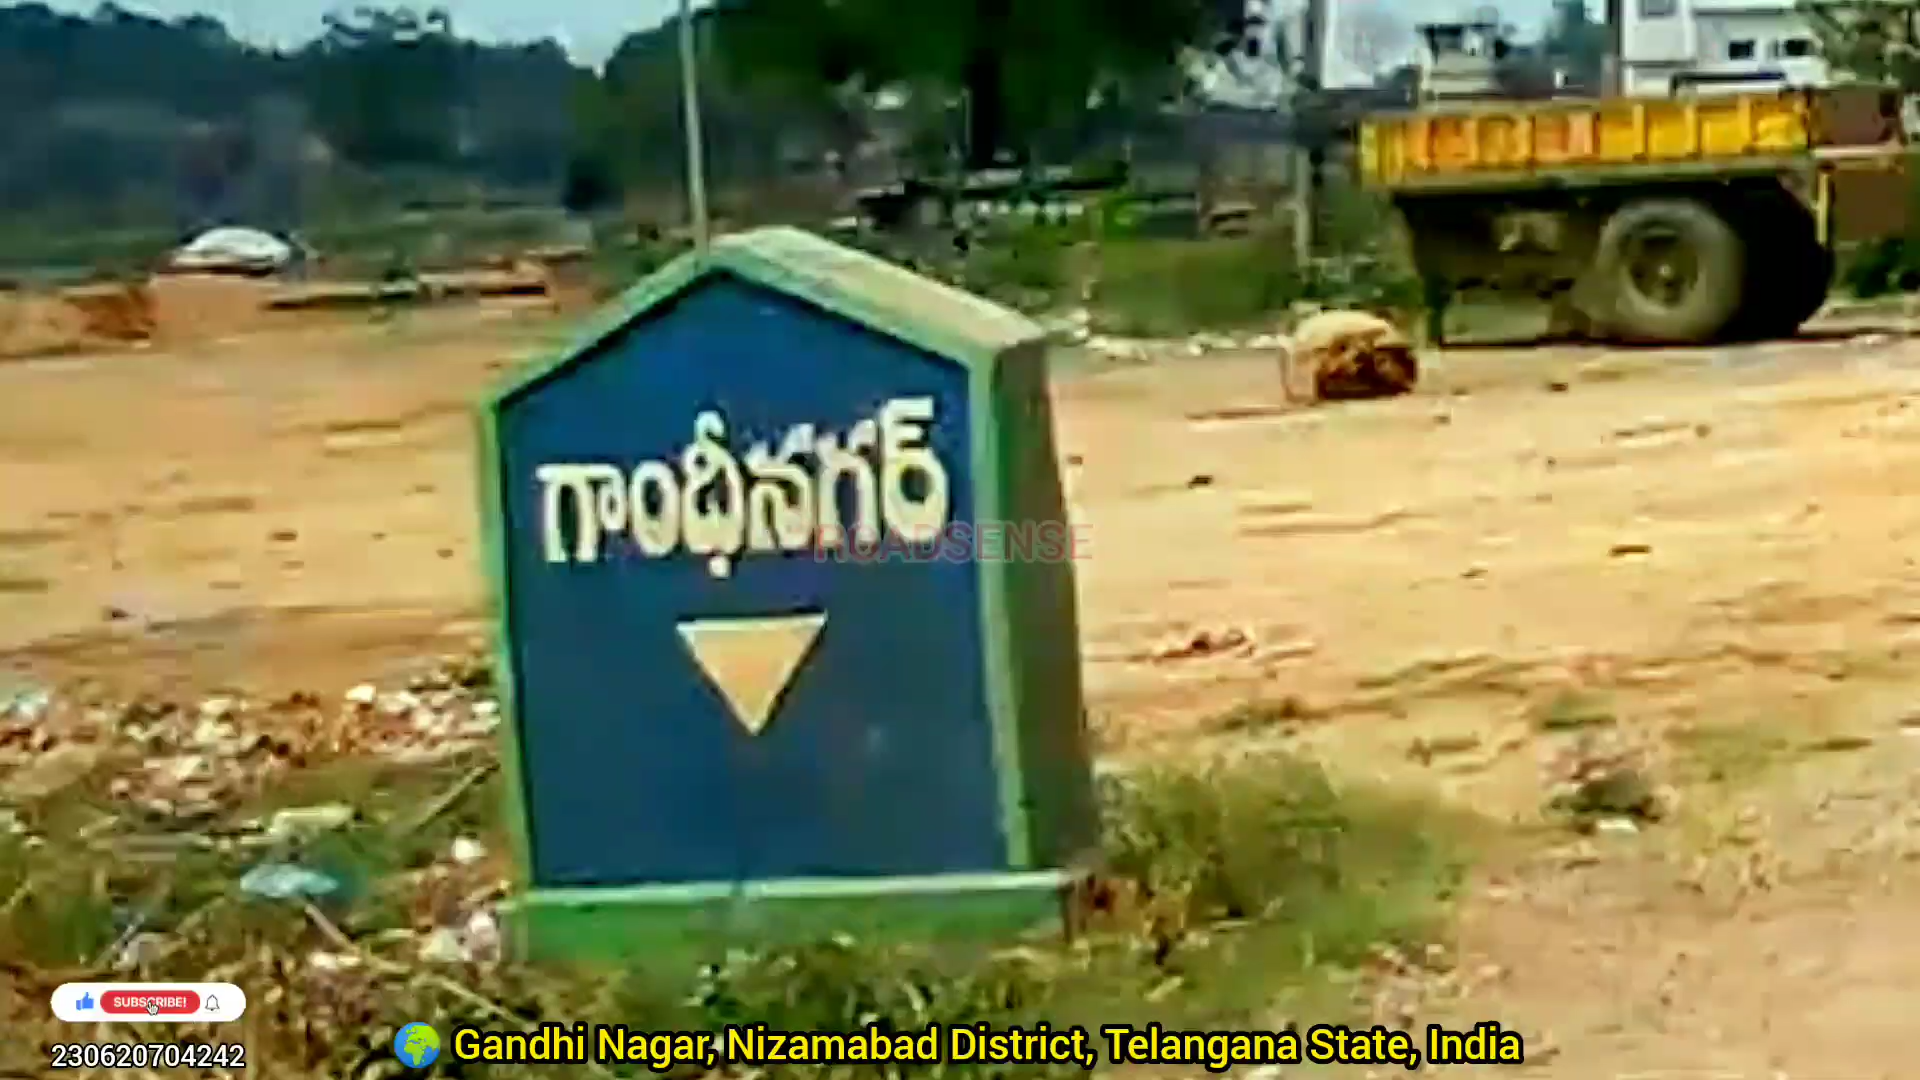 గాంధీనగర్
ROADSENSE
SUBSCRIBE!
230620704242
Gandhi Nagar, Nizamabad District, Telangana State, India